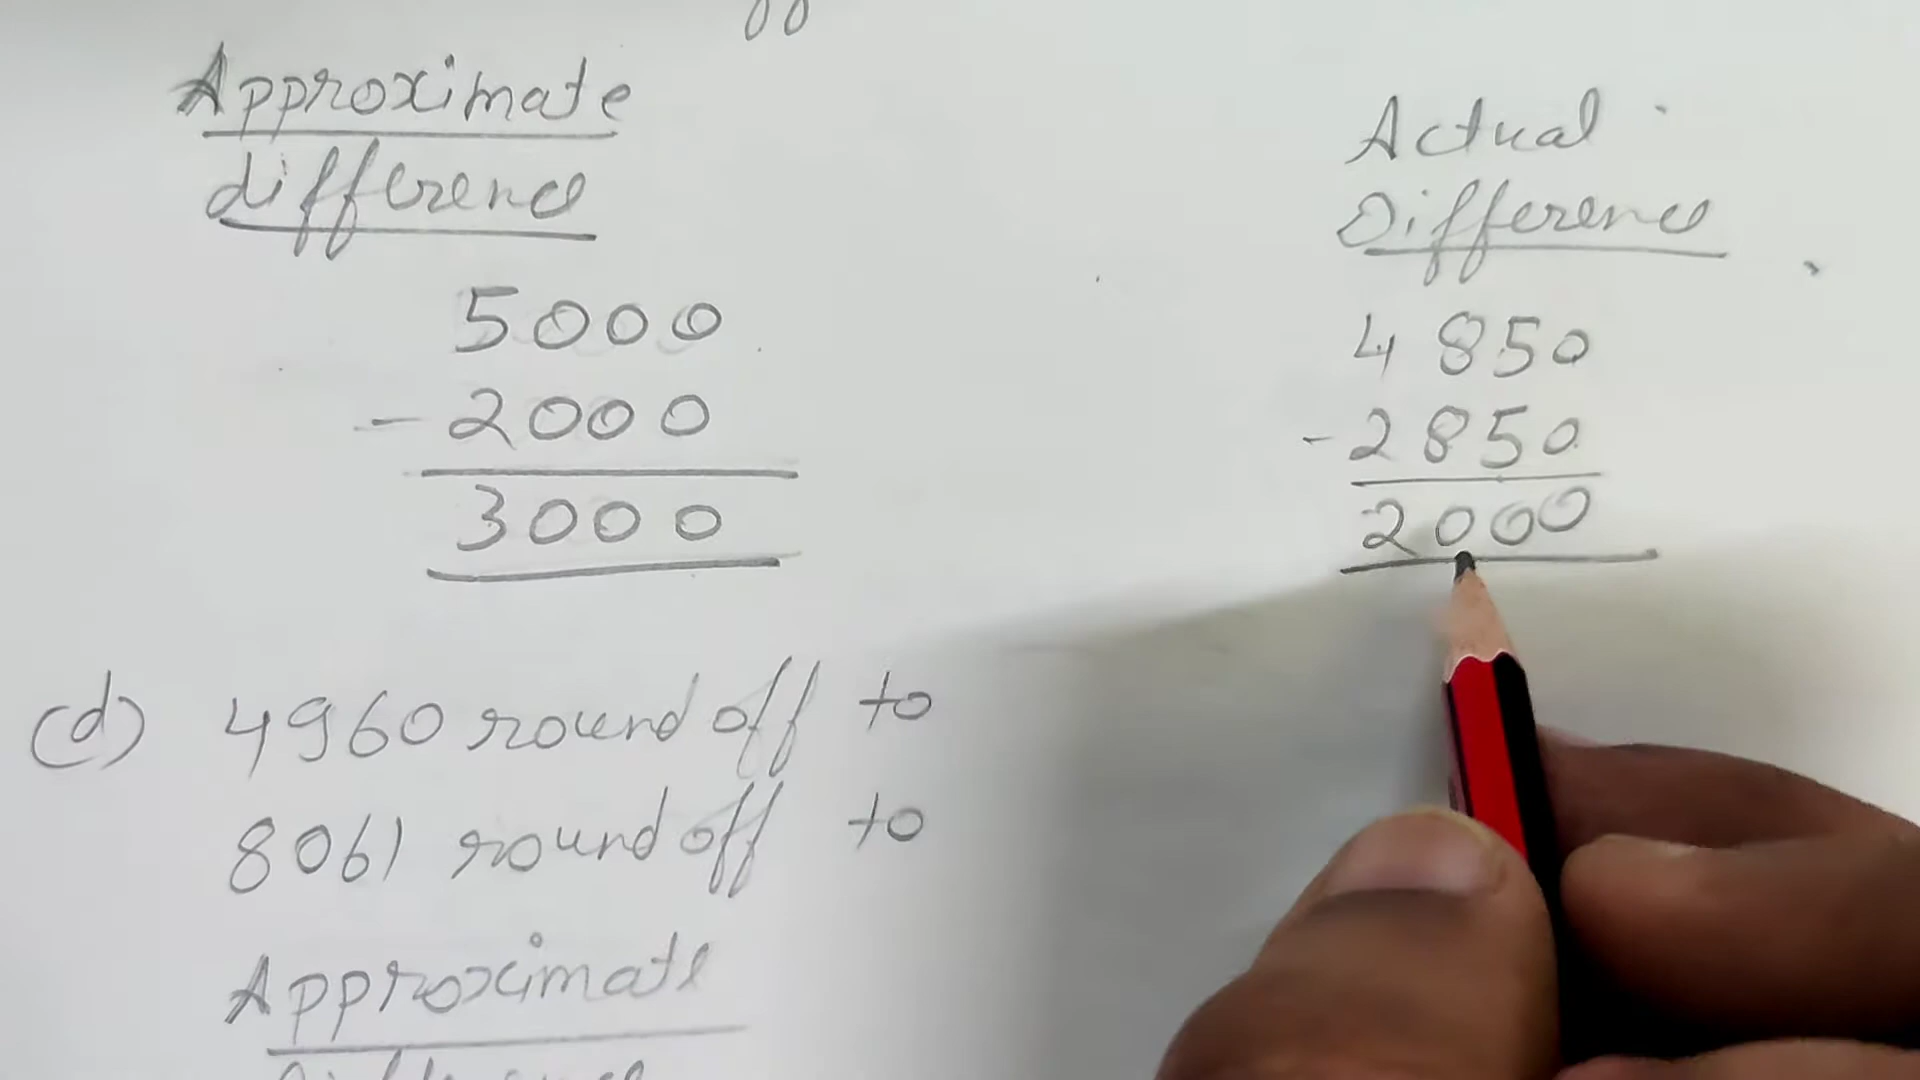 Approximate
difference
5000
- 2000
3000
Actual
Difference
4850
- 2850
2000
(d) 4960 round off to
8061 round off to
Approximate